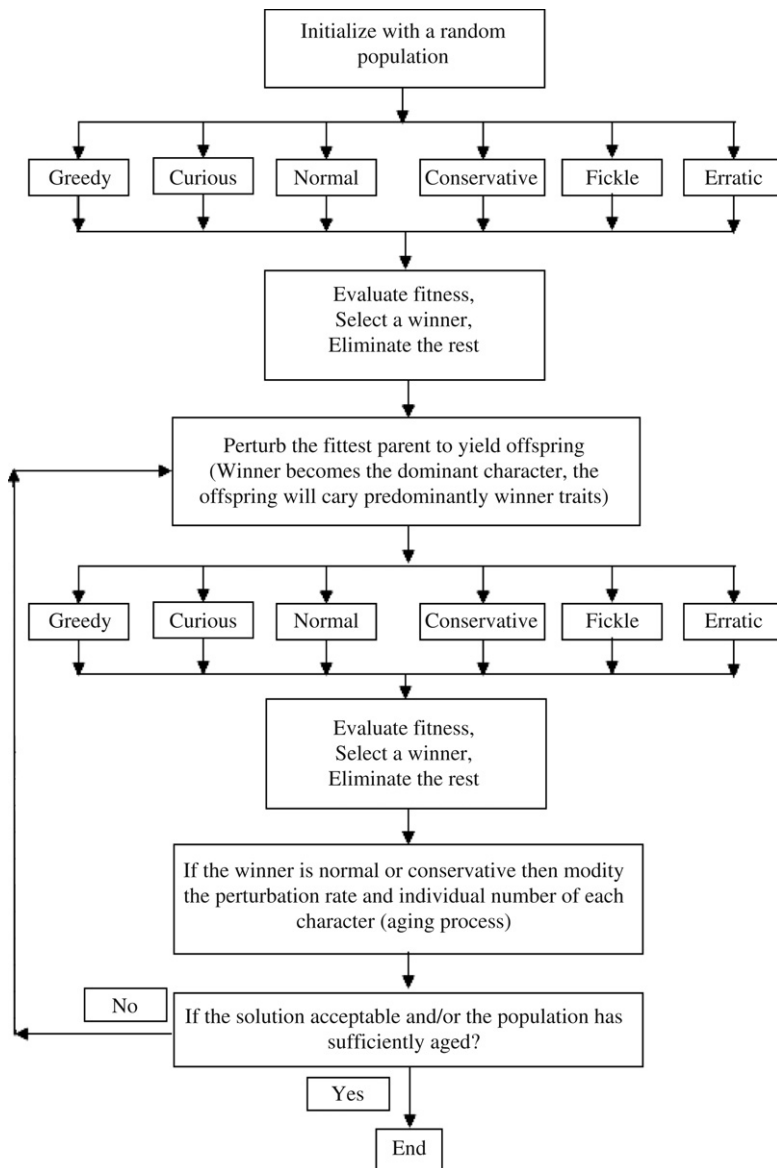 Initialize with a random
population
Greedy
Curious
Normal
Conservative
Fickle
Erratic
Evaluate fitness,
Select a winner,
Eliminate the rest
Perturb the fittest parent to yield offspring
(Winner becomes the dominant character, the
offspring will cary predominantly winner traits)
Greedy
Curious
Normal
Conservative
Fickle
Erratic
Evaluate fitness,
Select a winner,
Eliminate the rest
If the winner is normal or conservative then modity
the perturbation rate and individual number of each
character (aging process)
No
If the solution acceptable and/or the population has
sufficiently aged?
Yes
End